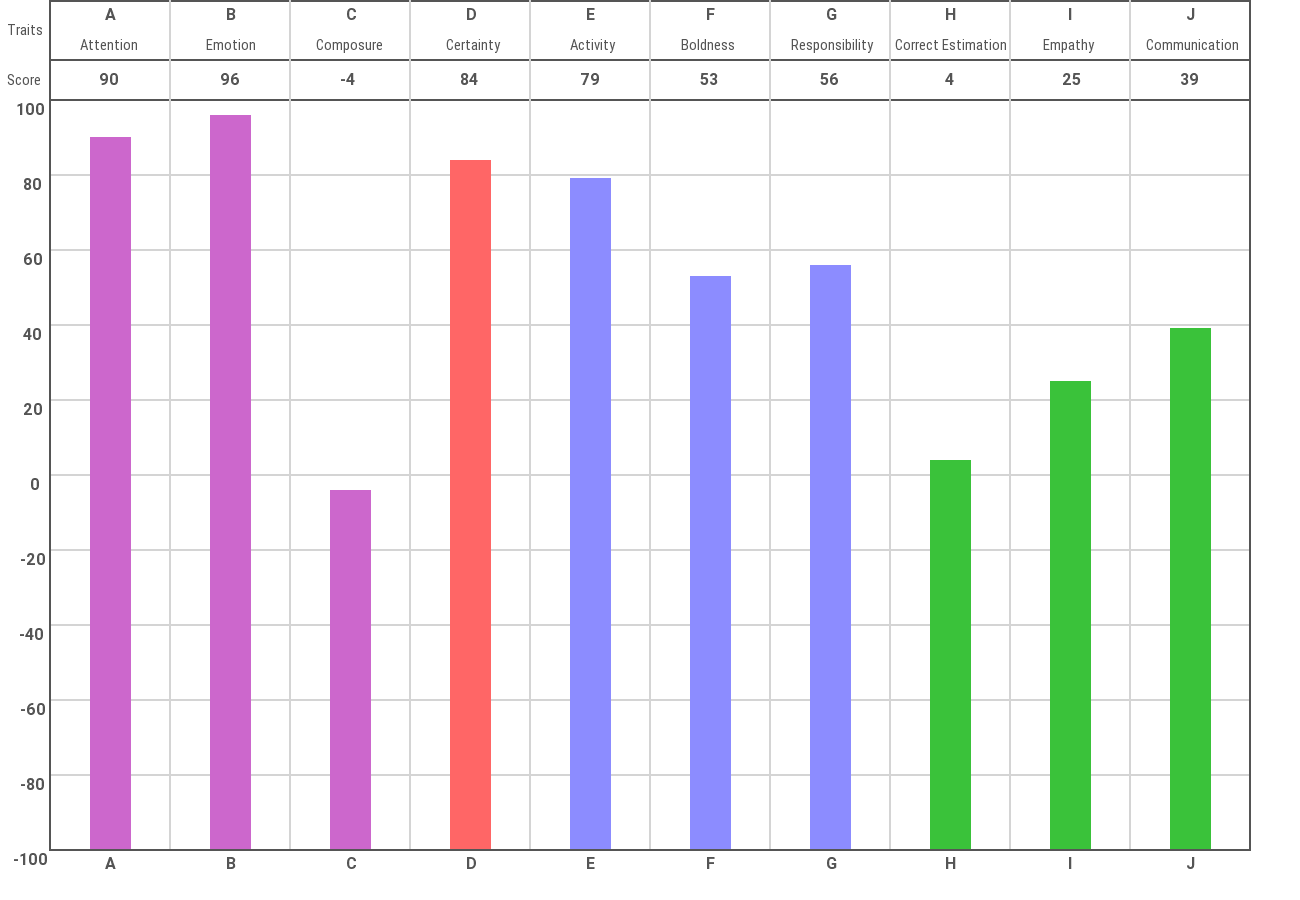 Traits A B C D E F G H I J
Attention Emotion Composure Certainty Activity Boldness Responsibility Correct Estimation Empathy Communication
Score 90 96 -4 84 79 53 56 4 25 39
100
80
60
40
20
0
-20
-40
-60
-80
-100
A B C D E F G H I J